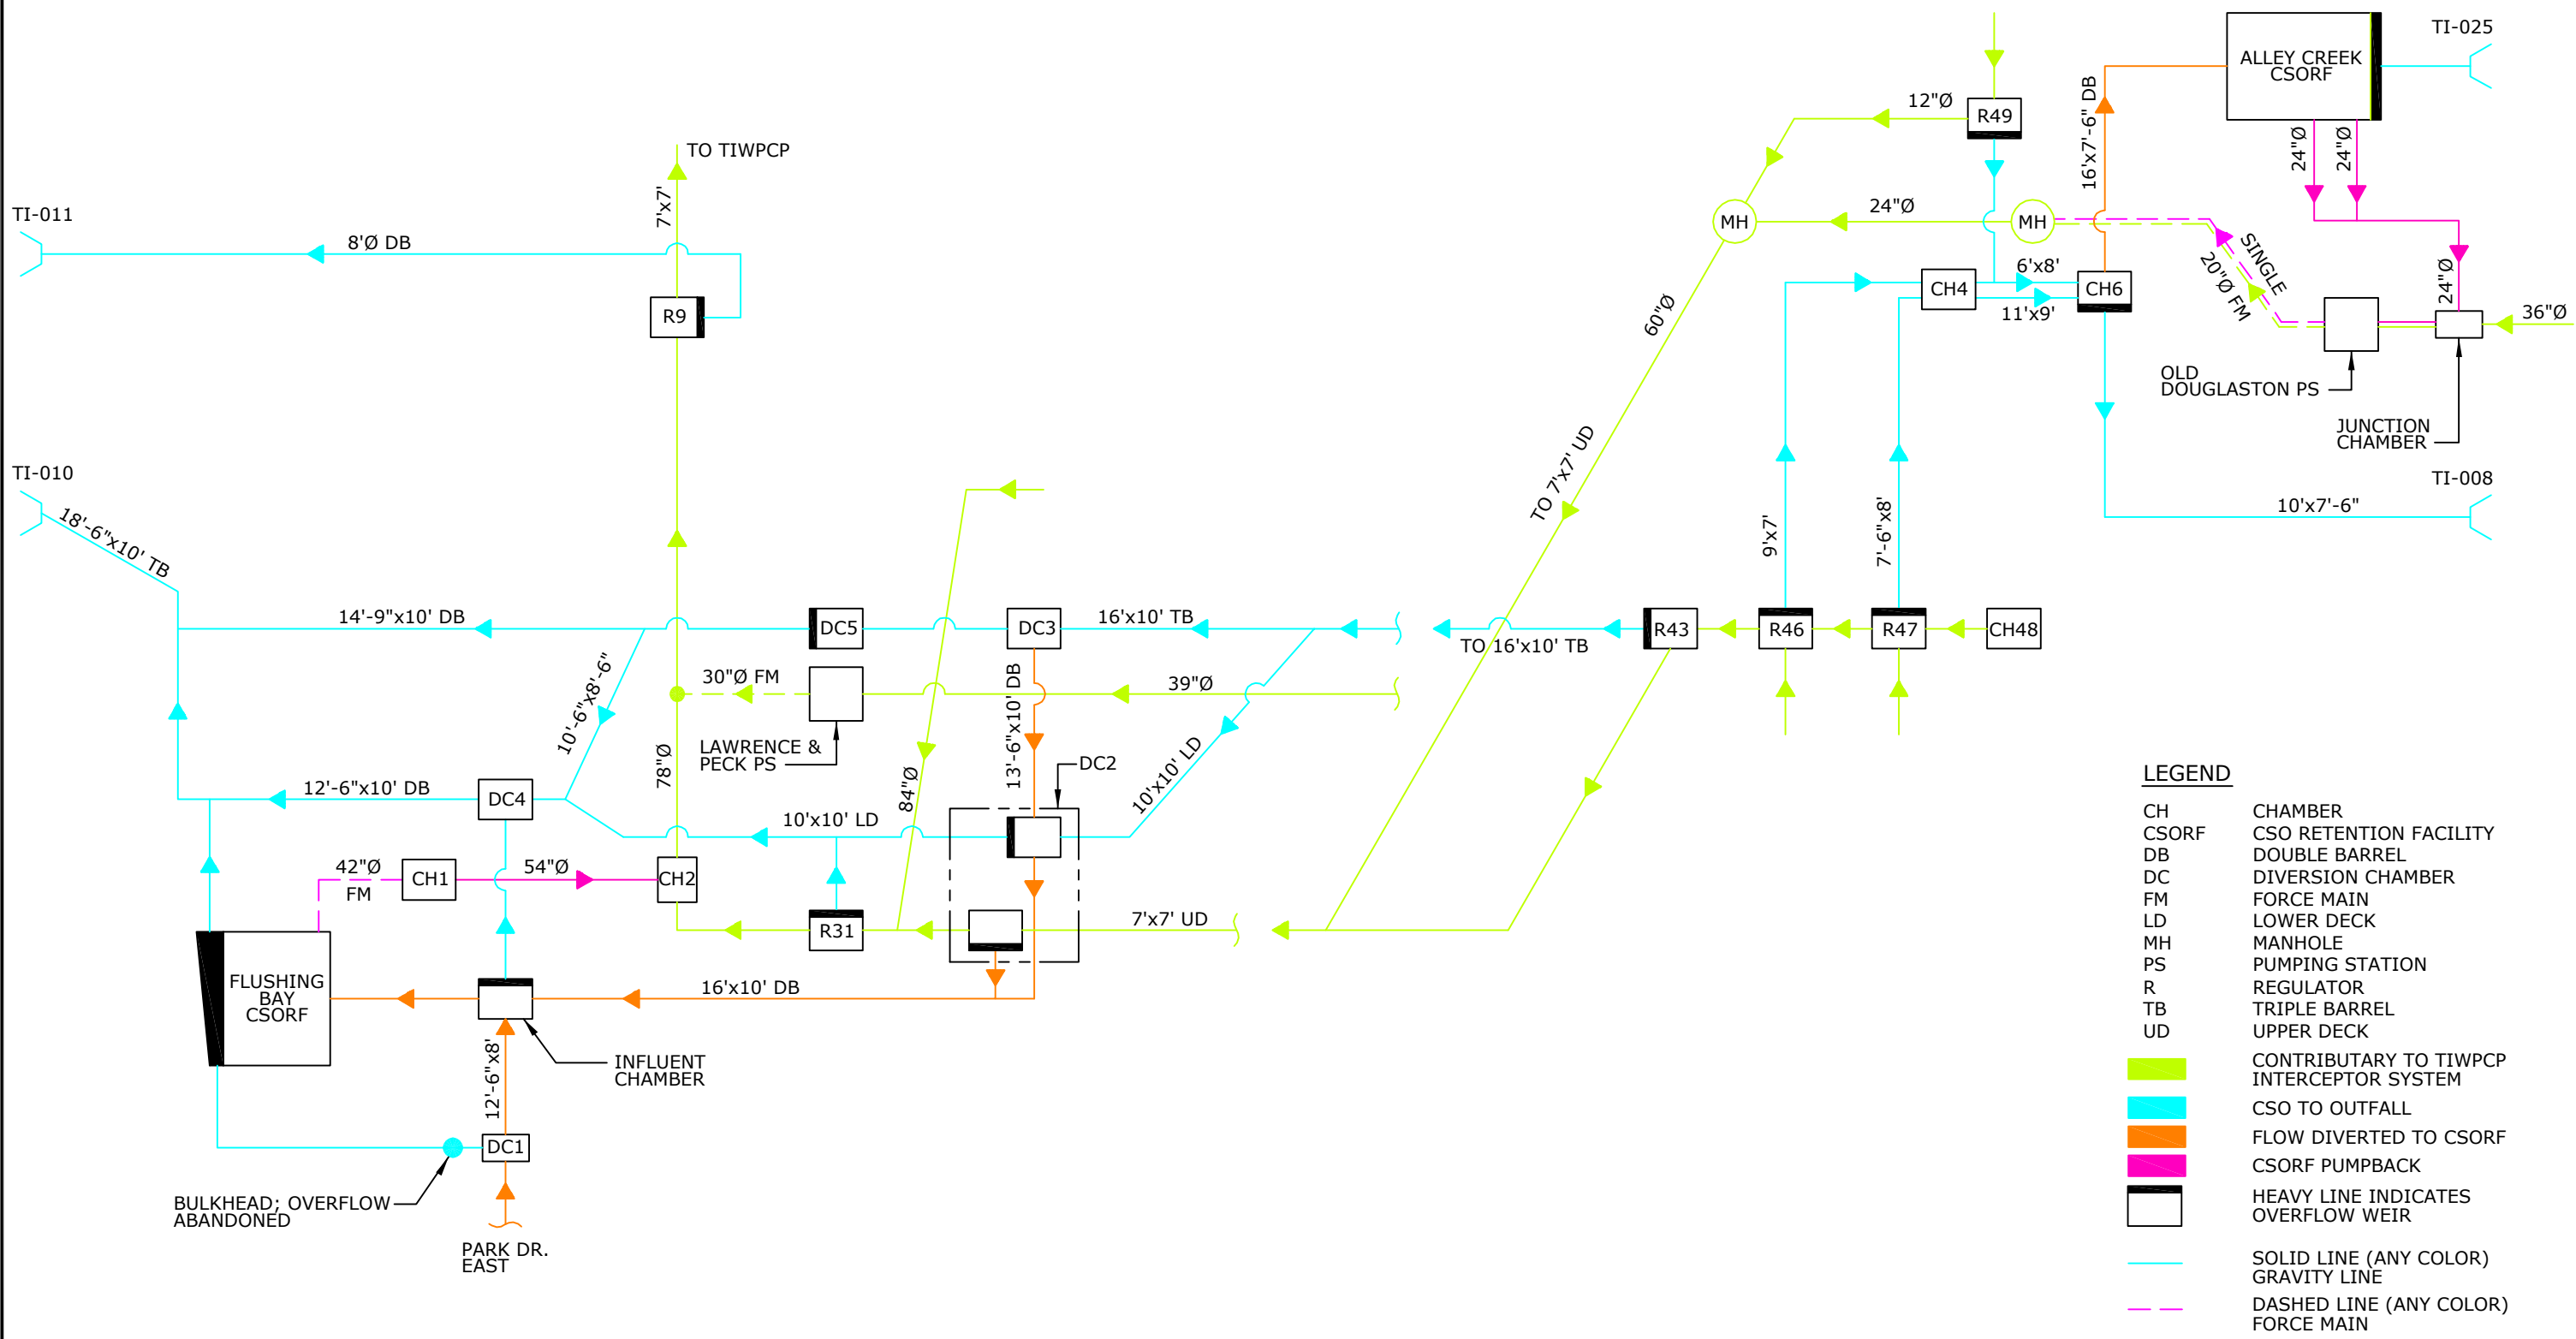 TI-025
ALLEY CREEK
CSORF
12"Ø
R49
16'x7'-6" DB
24"Ø
24"Ø
TO TIWPCP
7'x7'
TI-011
8'Ø DB
MH
24"Ø
MH
SINGLE
20"Ø FM
24"Ø
R9
CH4
6'x8'
11'x9'
CH6
36"Ø
60"Ø
OLD
DOUGLASTON PS
JUNCTION
CHAMBER
TI-010
18'-6"x10' TB
TO 7'x7' UD
9'x7'
7'-6"x8'
TI-008
10'x7'-6"
14'-9"x10' DB
DC5
DC3
16'x10' TB
TO 16'x10' TB
R43
R46
R47
CH48
10'-6"x8'-6"
30"Ø FM
39"Ø
13'-6"x10' DB
LAWRENCE &
PECK PS
78"Ø
84"Ø
DC2
10'x10' LD
12'-6"x10' DB
DC4
10'x10' LD
42"Ø
FM
CH1
54"Ø
CH2
R31
7'x7' UD
FLUSHING
BAY
CSORF
16'x10' DB
INFLUENT
CHAMBER
12'-6"x8'
DC1
BULKHEAD; OVERFLOW
ABANDONED
PARK DR.
EAST
LEGEND
CH CHAMBER
CSORF CSO RETENTION FACILITY
DB DOUBLE BARREL
DC DIVERSION CHAMBER
FM FORCE MAIN
LD LOWER DECK
MH MANHOLE
PS PUMPING STATION
R REGULATOR
TB TRIPLE BARREL
UD UPPER DECK
CONTRIBUTARY TO TIWPCP
INTERCEPTOR SYSTEM
CSO TO OUTFALL
FLOW DIVERTED TO CSORF
CSORF PUMPBACK
HEAVY LINE INDICATES
OVERFLOW WEIR
SOLID LINE (ANY COLOR)
GRAVITY LINE
DASHED LINE (ANY COLOR)
FORCE MAIN